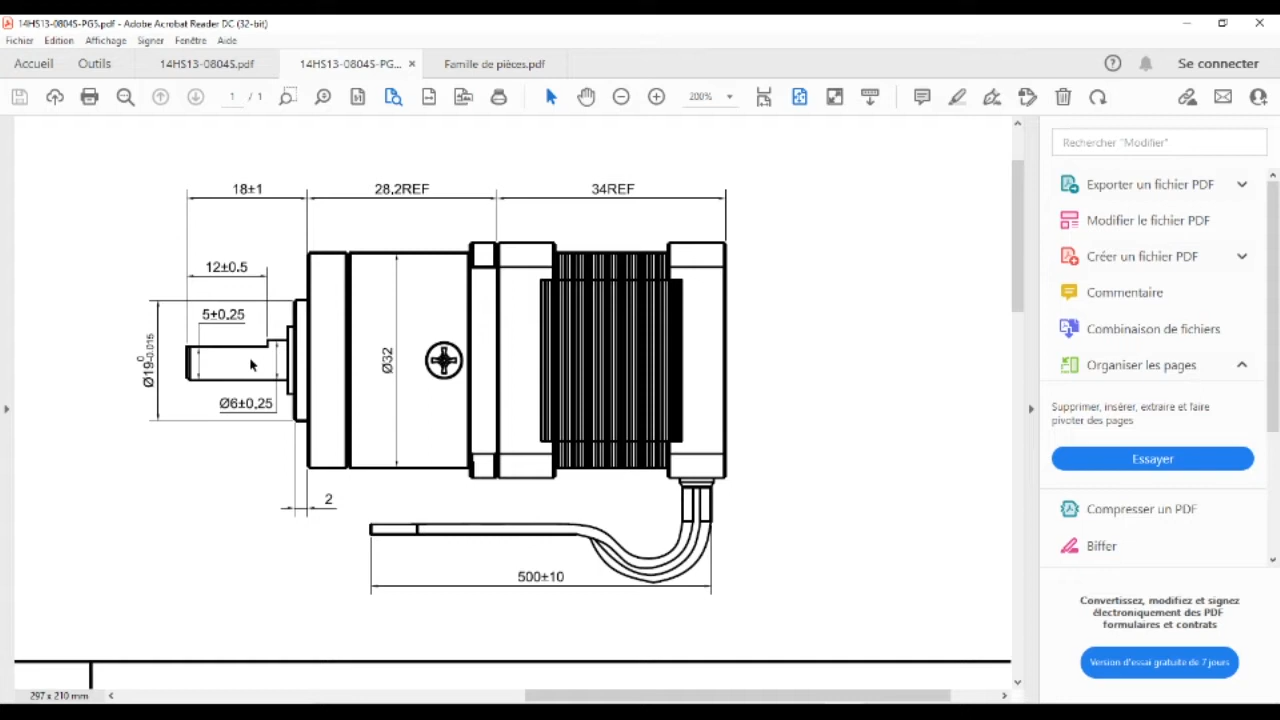 14HS13-0804S-PG5.pdf - Adobe Acrobat Reader DC (32-bit)
Fichier Edition Affichage Signer Fenêtre Aide
Accueil Outils 14HS13-0804S.pdf 14HS13-0804S-PG... × Famille de pièces.pdf Se connecter
1 / 1 200%
Rechercher "Modifier"
Exporter un fichier PDF
Modifier le fichier PDF
Créer un fichier PDF
Commentaire
Combinaison de fichiers
Organiser les pages
Supprimer, insérer, extraire et faire
pivoter des pages
Essayer
Compresser un PDF
Biffer
Convertissez, modifiez et signez
électroniquement des PDF
formulaires et contrats
Version d'essai gratuite de 7 jours
18±1 28,2REF 34REF
12±0.5
5±0,25
Ø19 0 -0.015
Ø32
Ø6±0,25
2
500±10
297 x 210 mm